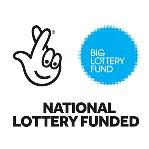 BIG
LOTTERY
FUND
NATIONAL
LOTTERY FUNDED